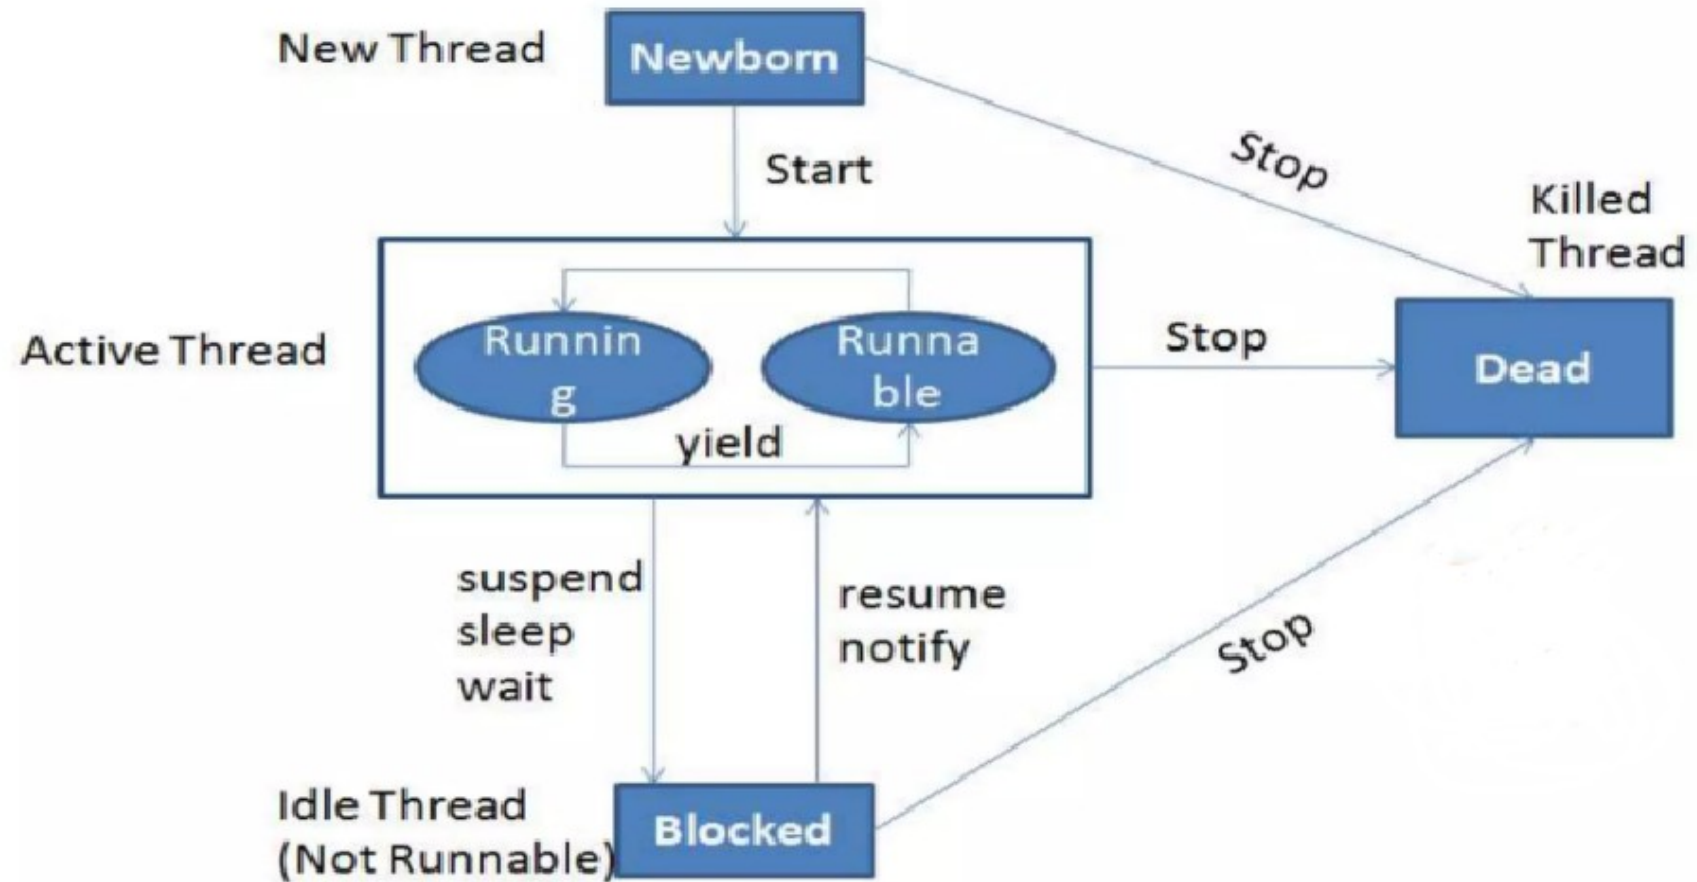 New Thread
Newborn
Start
Stop
Killed
Thread
Active Thread
Runnin
g
Runna
ble
yield
Stop
Dead
suspend
sleep
wait
resume
notify
Stop
Idle Thread
(Not Runnable)
Blocked